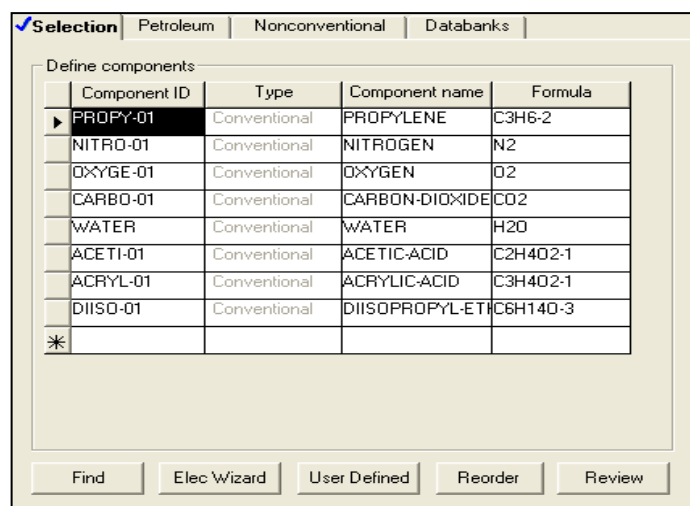 Selection Petroleum Nonconventional Databanks
Define components
Component ID Type Component name Formula
PROPY-01 Conventional PROPYLENE C3H6-2
NITRO-01 Conventional NITROGEN N2
OXYGE-01 Conventional OXYGEN O2
CARBO-01 Conventional CARBON-DIOXIDE CO2
WATER Conventional WATER H2O
ACETI-01 Conventional ACETIC-ACID C2H4O2-1
ACRYL-01 Conventional ACRYLIC-ACID C3H4O2-1
DIISO-01 Conventional DIISOPROPYL-ETH C6H14O-3
Find Elec Wizard User Defined Reorder Review